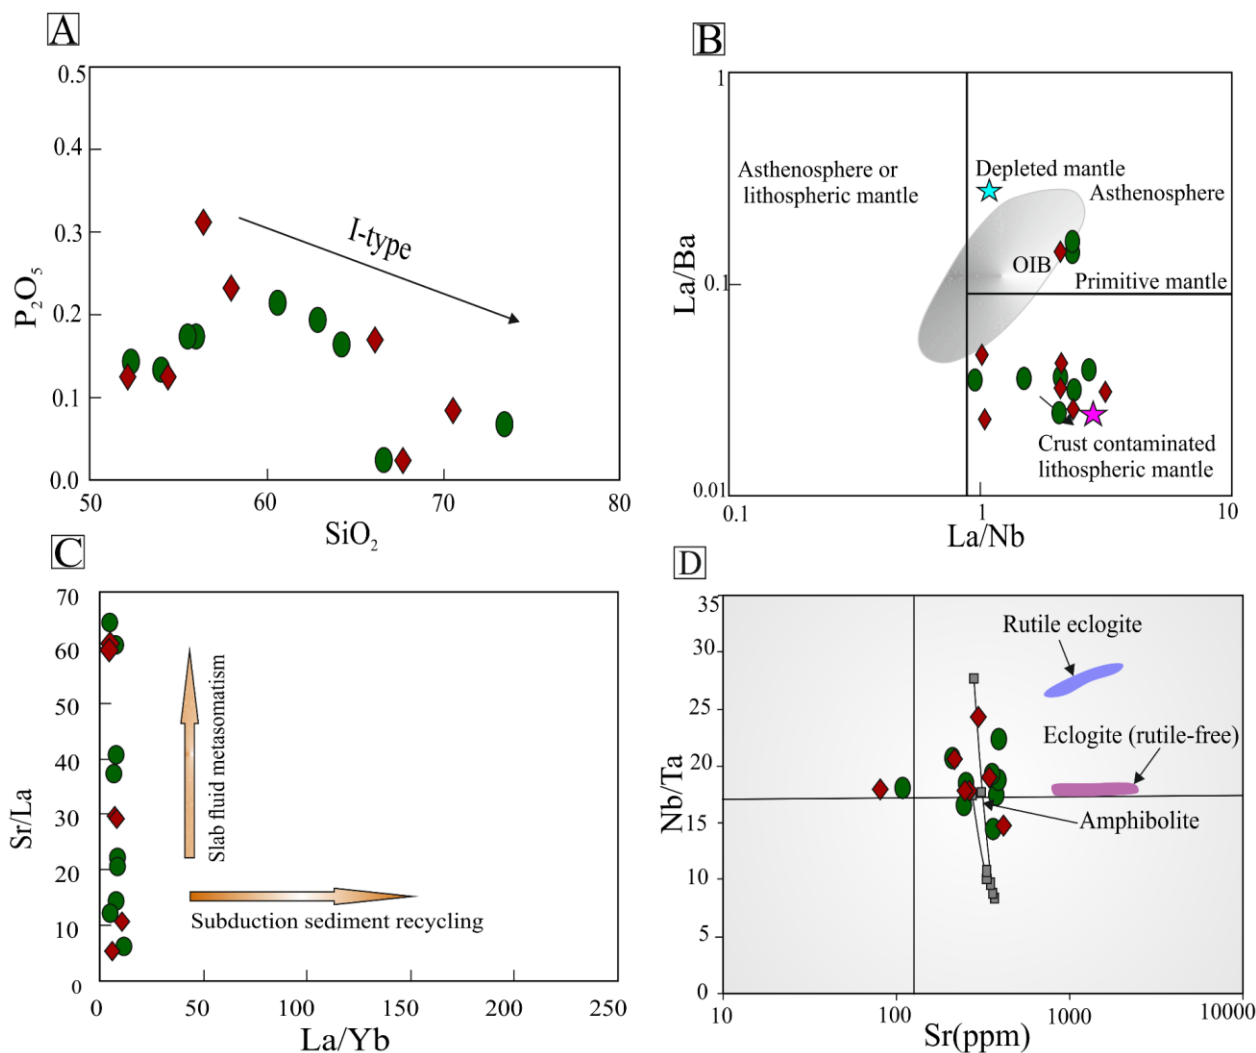 A
0.5
0.4
0.3
0.2
0.1
0.0
P₂O₅
I-type
50
60
70
80
SiO₂
B
1
0.1
0.01
La/Ba
Asthenosphere or
lithospheric mantle
Depleted mantle
Asthenosphere
OIB
Primitive mantle
Crust contaminated
lithospheric mantle
0.1
1
10
La/Nb
C
70
60
50
40
30
20
10
0
Sr/La
Slab fluid metasomatism
Subduction sediment recycling
0
50
100
150
200
250
La/Yb
D
35
30
25
20
15
10
5
0
Nb/Ta
Rutile eclogite
Eclogite (rutile-free)
Amphibolite
10
100
1000
10000
Sr(ppm)